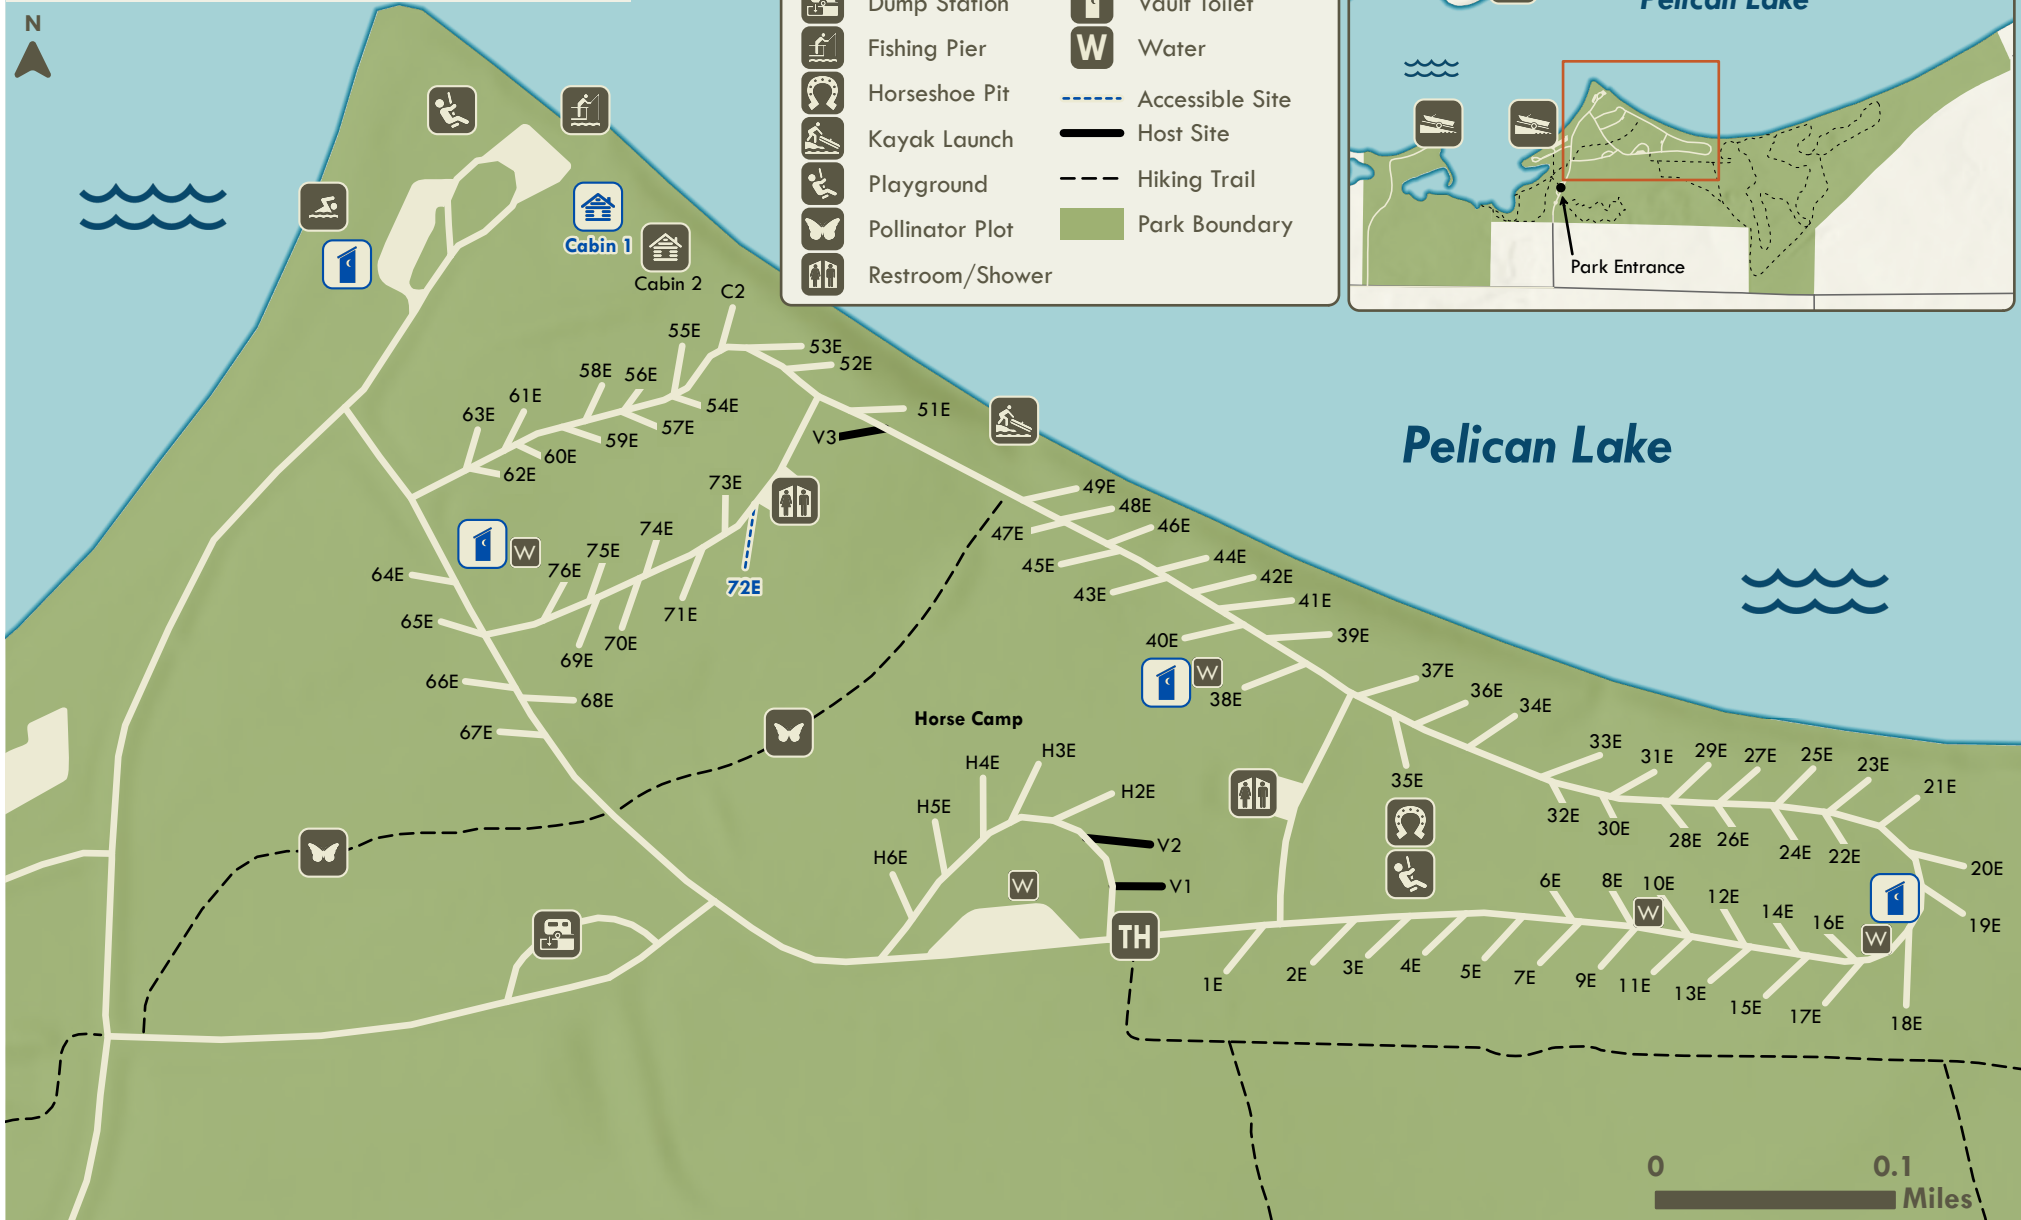 N
Dump Station
Vault Toilet
Fishing Pier
W
Water
Horseshoe Pit
Accessible Site
Kayak Launch
Host Site
Playground
Hiking Trail
Pollinator Plot
Park Boundary
Restroom/Shower
Pelican Lake
Park Entrance
Cabin 1
Cabin 2
C2
55E
53E
52E
58E
56E
61E
54E
51E
63E
57E
V3
59E
60E
62E
73E
49E
48E
47E
46E
74E
W
75E
76E
64E
72E
45E
44E
42E
43E
41E
71E
65E
70E
69E
40E
39E
66E
68E
67E
W
38E
37E
36E
34E
Pelican Lake
Horse Camp
H4E
H3E
H2E
H5E
H6E
V2
V1
W
TH
35E
33E
31E
29E
27E
25E
23E
21E
32E
30E
28E
26E
24E
22E
20E
19E
6E
8E
10E
W
12E
14E
16E
W
1E
2E
3E
4E
5E
7E
9E
11E
13E
15E
17E
18E
0
0.1
Miles